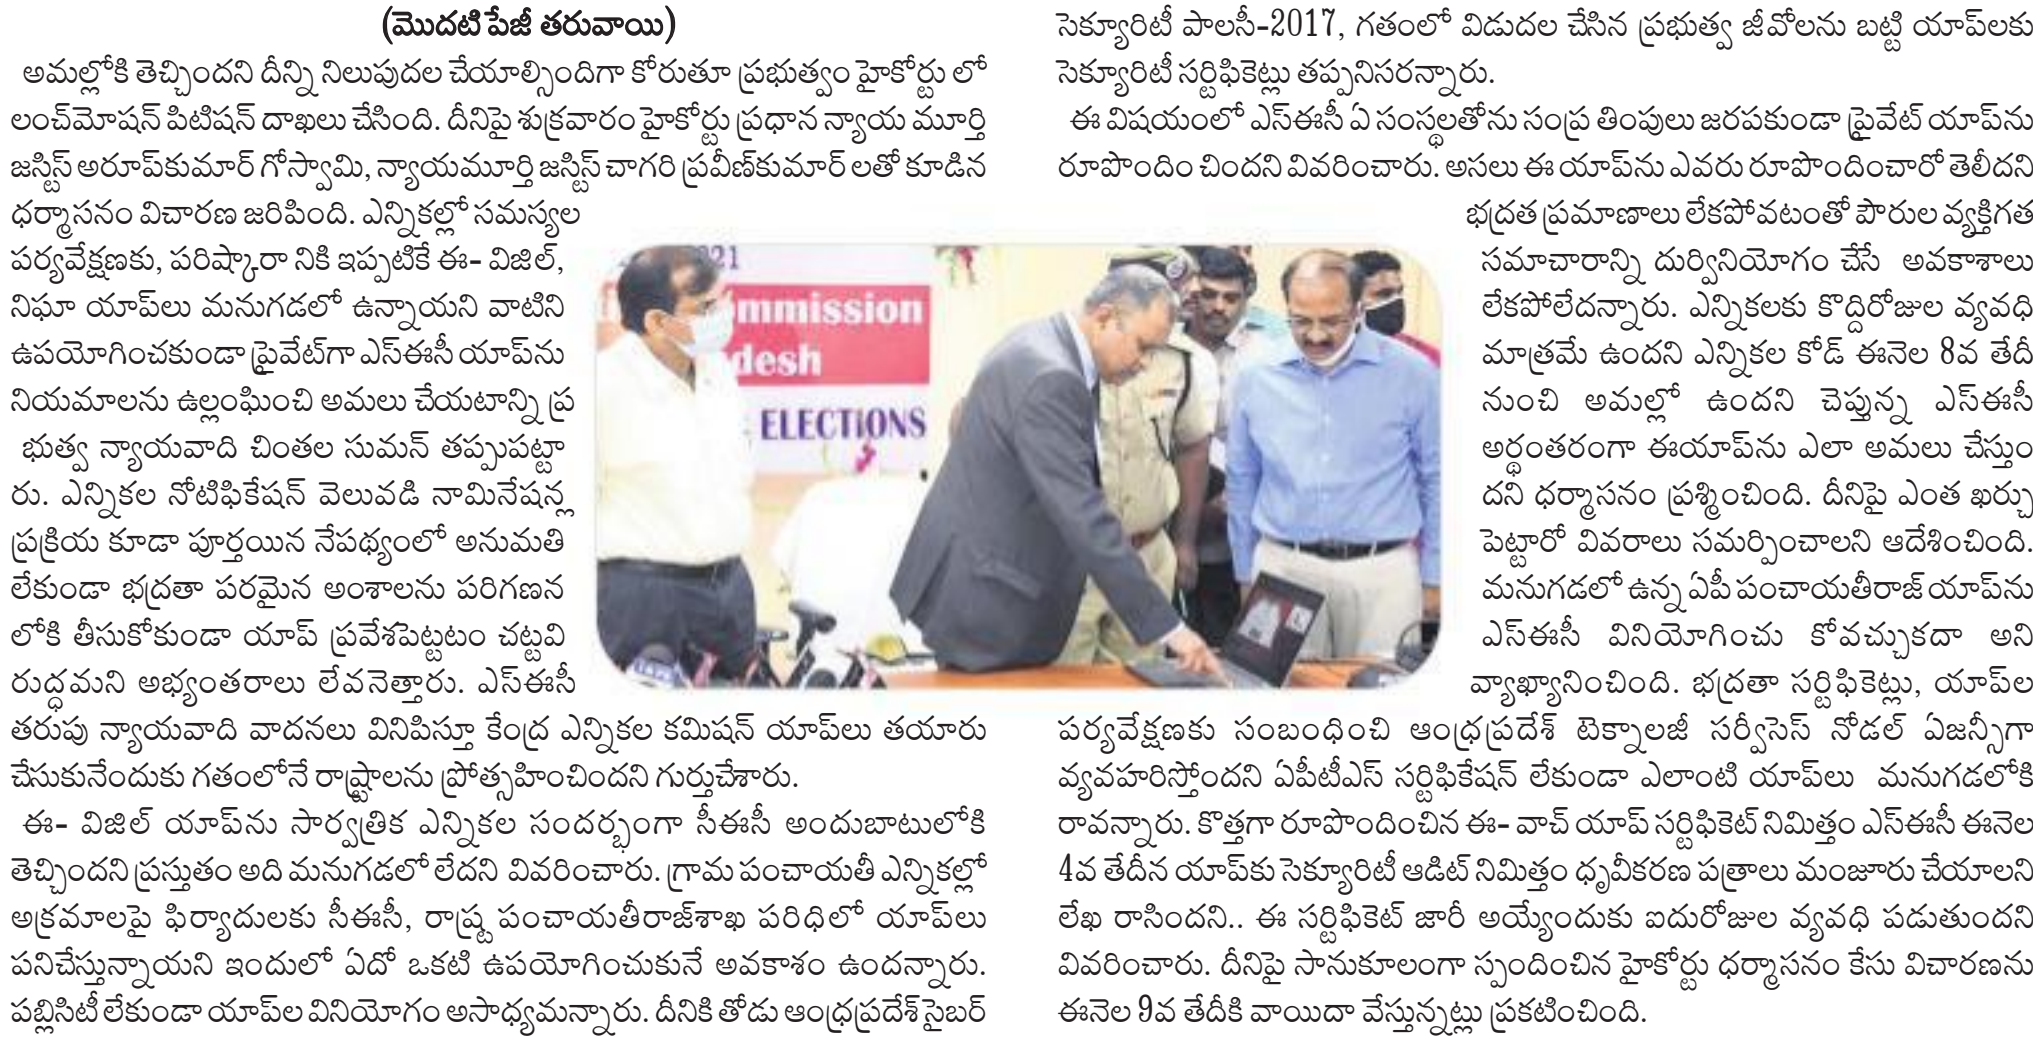 (మొదటి పేజీ తరువాయి)
అమల్లోకి తెచ్చిందని దీన్ని నిలుపుదల చేయాల్సిందిగా కోరుతూ ప్రభుత్వం హైకోర్టు లో
లంచ్‌మోషన్ పిటిషన్ దాఖలు చేసింది. దీనిపై శుక్రవారం హైకోర్టు ప్రధాన న్యాయ మూర్తి
జస్టిస్ అరూప్‌కుమార్ గోస్వామి, న్యాయమూర్తి జస్టిస్ చాగరి ప్రవీణ్‌కుమార్ లతో కూడిన
ధర్మాసనం విచారణ జరిపింది. ఎన్నికల్లో సమస్యల
పర్యవేక్షణకు, పరిష్కారా నికి ఇప్పటికే ఈ- విజిల్,
నిఘా యాప్‌లు మనుగడలో ఉన్నాయని వాటిని
ఉపయోగించకుండా ప్రైవేట్‌గా ఎస్ఈసీ యాప్‌ను
నియమాలను ఉల్లంఘించి అమలు చేయటాన్ని ప్ర
భుత్వ న్యాయవాది చింతల సుమన్ తప్పుపట్టా
రు. ఎన్నికల నోటిఫికేషన్ వెలువడి నామినేషన్ల
ప్రక్రియ కూడా పూర్తయిన నేపథ్యంలో అనుమతి
లేకుండా భద్రతా పరమైన అంశాలను పరిగణన
లోకి తీసుకోకుండా యాప్ ప్రవేశపెట్టటం చట్టవి
రుద్ధమని అభ్యంతరాలు లేవనెత్తారు. ఎస్ఈసీ
తరుపు న్యాయవాది వాదనలు వినిపిస్తూ కేంద్ర ఎన్నికల కమిషన్ యాప్‌లు తయారు
చేసుకునేందుకు గతంలోనే రాష్ట్రాలను ప్రోత్సహించిందని గుర్తుచేశారు.
ఈ- విజిల్ యాప్‌ను సార్వత్రిక ఎన్నికల సందర్భంగా సీఈసీ అందుబాటులోకి
తెచ్చిందని ప్రస్తుతం అది మనుగడలో లేదని వివరించారు. గ్రామ పంచాయతీ ఎన్నికల్లో
అక్రమాలపై ఫిర్యాదులకు సీఈసీ, రాష్ట్ర పంచాయతీరాజ్‌శాఖ పరిధిలో యాప్‌లు
పనిచేస్తున్నాయని ఇందులో ఏదో ఒకటి ఉపయోగించుకునే అవకాశం ఉందన్నారు.
పబ్లిసిటీ లేకుండా యాప్‌ల వినియోగం అసాధ్యమన్నారు. దీనికి తోడు ఆంధ్రప్రదేశ్ సైబర్
సెక్యూరిటీ పాలసీ-2017, గతంలో విడుదల చేసిన ప్రభుత్వ జీవోలను బట్టి యాప్‌లకు
సెక్యూరిటీ సర్టిఫికెట్లు తప్పనిసరన్నారు.
ఈ విషయంలో ఎస్ఈసీ ఏ సంస్థలతోను సంప్ర తింపులు జరపకుండా ప్రైవేట్ యాప్‌ను
రూపొందిం చిందని వివరించారు. అసలు ఈ యాప్‌ను ఎవరు రూపొందించారో తెలీదని
భద్రత ప్రమాణాలు లేకపోవటంతో పౌరుల వ్యక్తిగత
సమాచారాన్ని దుర్వినియోగం చేసే అవకాశాలు
లేకపోలేదన్నారు. ఎన్నికలకు కొద్దిరోజుల వ్యవధి
మాత్రమే ఉందని ఎన్నికల కోడ్ ఈనెల 8వ తేదీ
నుంచి అమల్లో ఉందని చెప్తున్న ఎస్ఈసీ
అర్థంతరంగా ఈయాప్‌ను ఎలా అమలు చేస్తుం
దని ధర్మాసనం ప్రశ్నించింది. దీనిపై ఎంత ఖర్చు
పెట్టారో వివరాలు సమర్పించాలని ఆదేశించింది.
మనుగడలో ఉన్న ఏపీ పంచాయతీరాజ్ యాప్‌ను
ఎస్ఈసీ వినియోగించు కోవచ్చుకదా అని
వ్యాఖ్యానించింది. భద్రతా సర్టిఫికెట్లు, యాప్‌ల
పర్యవేక్షణకు సంబంధించి ఆంధ్రప్రదేశ్ టెక్నాలజీ సర్వీసెస్ నోడల్ ఏజన్సీగా
వ్యవహరిస్తోందని ఏపీటీఎస్ సర్టిఫికేషన్ లేకుండా ఎలాంటి యాప్‌లు మనుగడలోకి
రావన్నారు. కొత్తగా రూపొందించిన ఈ- వాచ్ యాప్ సర్టిఫికెట్ నిమిత్తం ఎస్ఈసీ ఈనెల
4వ తేదీన యాప్‌కు సెక్యూరిటీ ఆడిట్ నిమిత్తం ధృవీకరణ పత్రాలు మంజూరు చేయాలని
లేఖ రాసిందని.. ఈ సర్టిఫికెట్ జారీ అయ్యేందుకు ఐదురోజుల వ్యవధి పడుతుందని
వివరించారు. దీనిపై సానుకూలంగా స్పందించిన హైకోర్టు ధర్మాసనం కేసు విచారణను
ఈనెల 9వ తేదీకి వాయిదా వేస్తున్నట్లు ప్రకటించింది.
21
mmission
desh
ELECTIONS